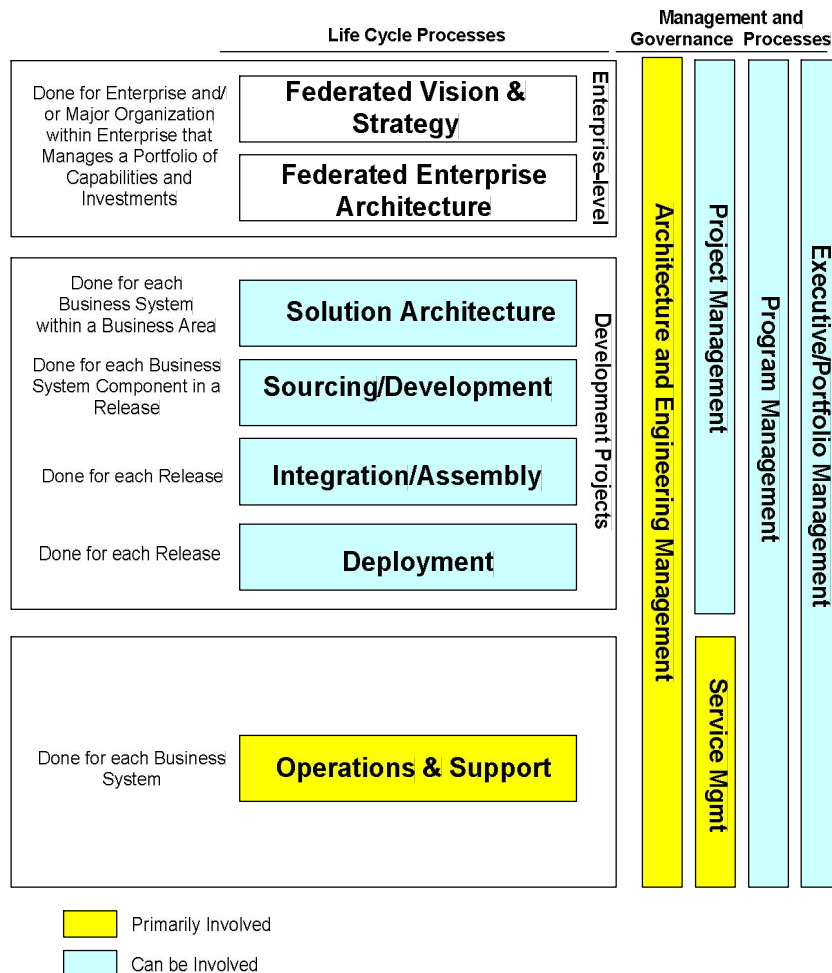 Life Cycle Processes
Management and
Governance Processes
Done for Enterprise and/
or Major Organization
within Enterprise that
Manages a Portfolio of
Capabilities and
Investments
Federated Vision &
Strategy
Federated Enterprise
Architecture
Enterprise-level
Done for each
Business System
within a Business Area
Solution Architecture
Done for each Business
System Component in a
Release
Sourcing/Development
Done for each Release
Integration/Assembly
Done for each Release
Deployment
Development Projects
Done for each Business
System
Operations & Support
Architecture and Engineering Management
Project Management
Service Mgmt
Program Management
Executive/Portfolio Management
Primarily Involved
Can be Involved